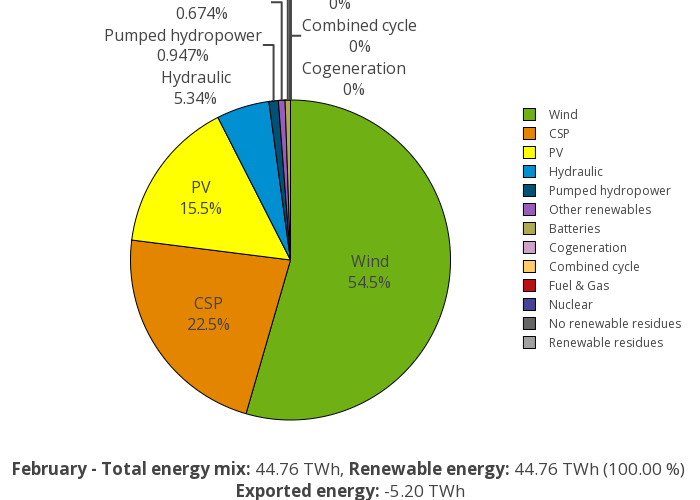 0%
0.674%
Combined cycle
Pumped hydropower
0%
0.947%
Cogeneration
Hydraulic
0%
5.34%
PV
15.5%
Wind
54.5%
CSP
22.5%
Wind
CSP
PV
Hydraulic
Pumped hydropower
Other renewables
Batteries
Cogeneration
Combined cycle
Fuel & Gas
Nuclear
No renewable residues
Renewable residues
February - Total energy mix: 44.76 TWh, Renewable energy: 44.76 TWh (100.00 %)
Exported energy: -5.20 TWh